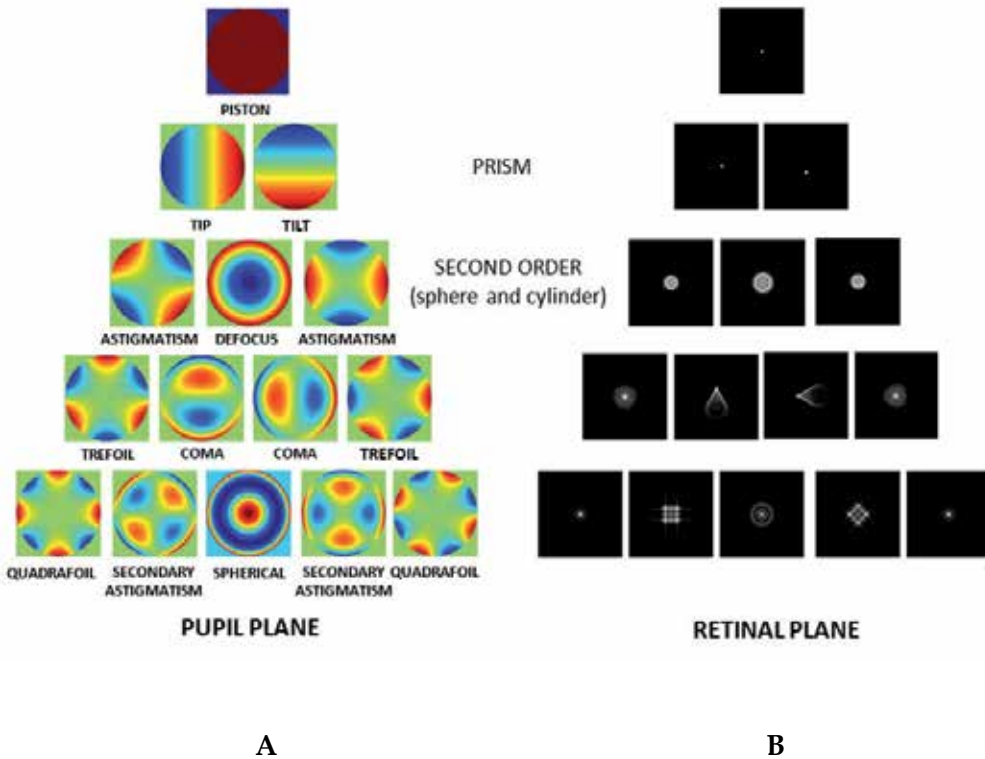 PISTON
PRISM
TIP TILT
SECOND ORDER
(sphere and cylinder)
ASTIGMATISM DEFOCUS ASTIGMATISM
TREFOIL COMA COMA TREFOIL
QUADRAFOIL SECONDARY ASTIGMATISM SPHERICAL SECONDARY ASTIGMATISM QUADRAFOIL
PUPIL PLANE RETINAL PLANE
A B